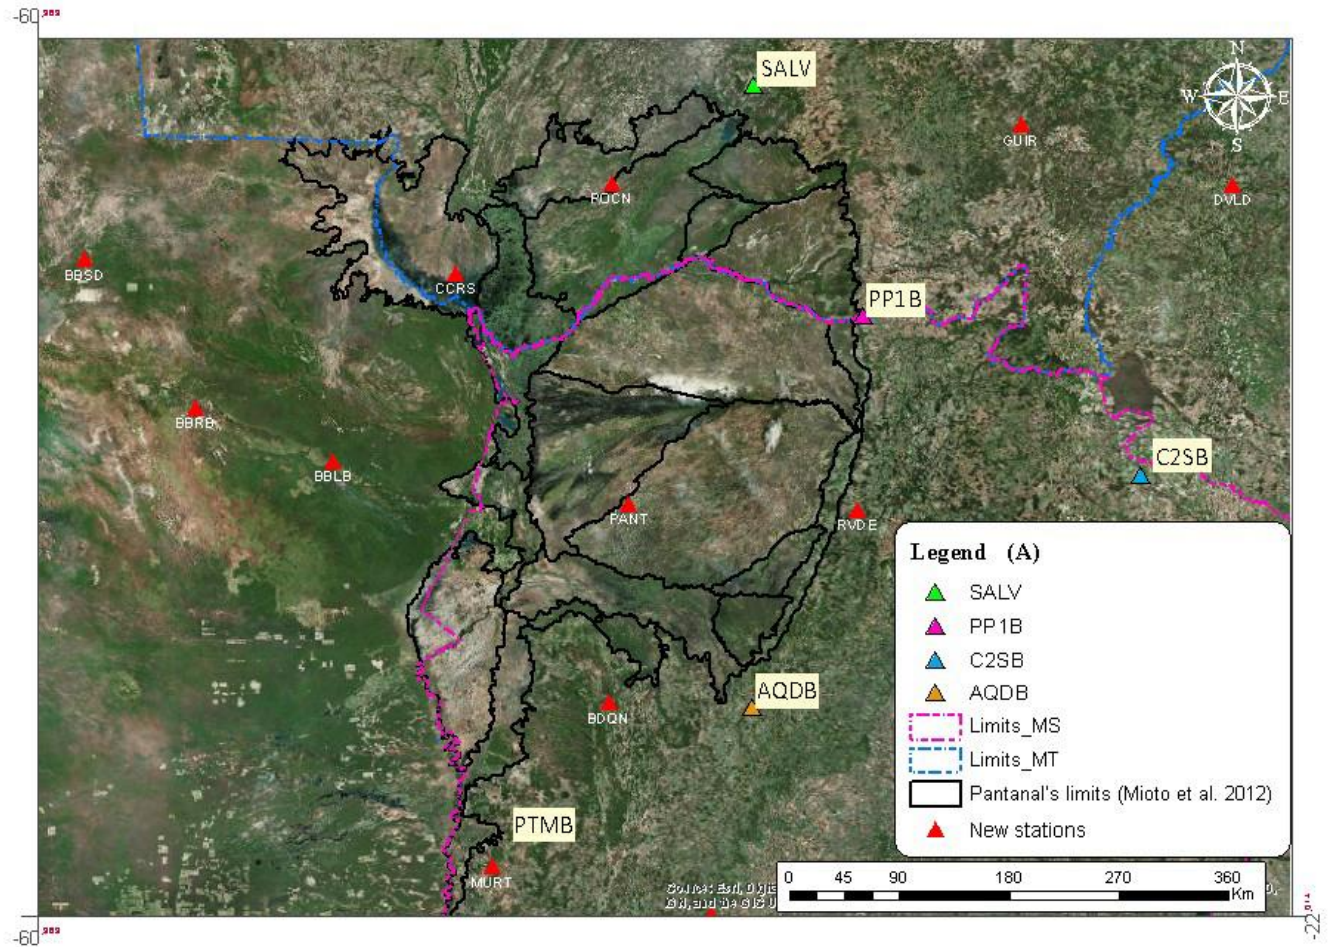 -60,393
SALV
N
W E
S
GUIR
POCN
DVLD
BBSD
CCRS
PP1B
BBRB
BBLB
C2SB
PANT
RVDE
Legend (A)
SALV
PP1B
C2SB
AQDB
Limits_MS
Limits_MT
Pantanal's limits (Mioto et al. 2012)
New stations
AQDB
BDQN
PTMB
MURT
0 45 90 180 270 360
Km
-60
-22